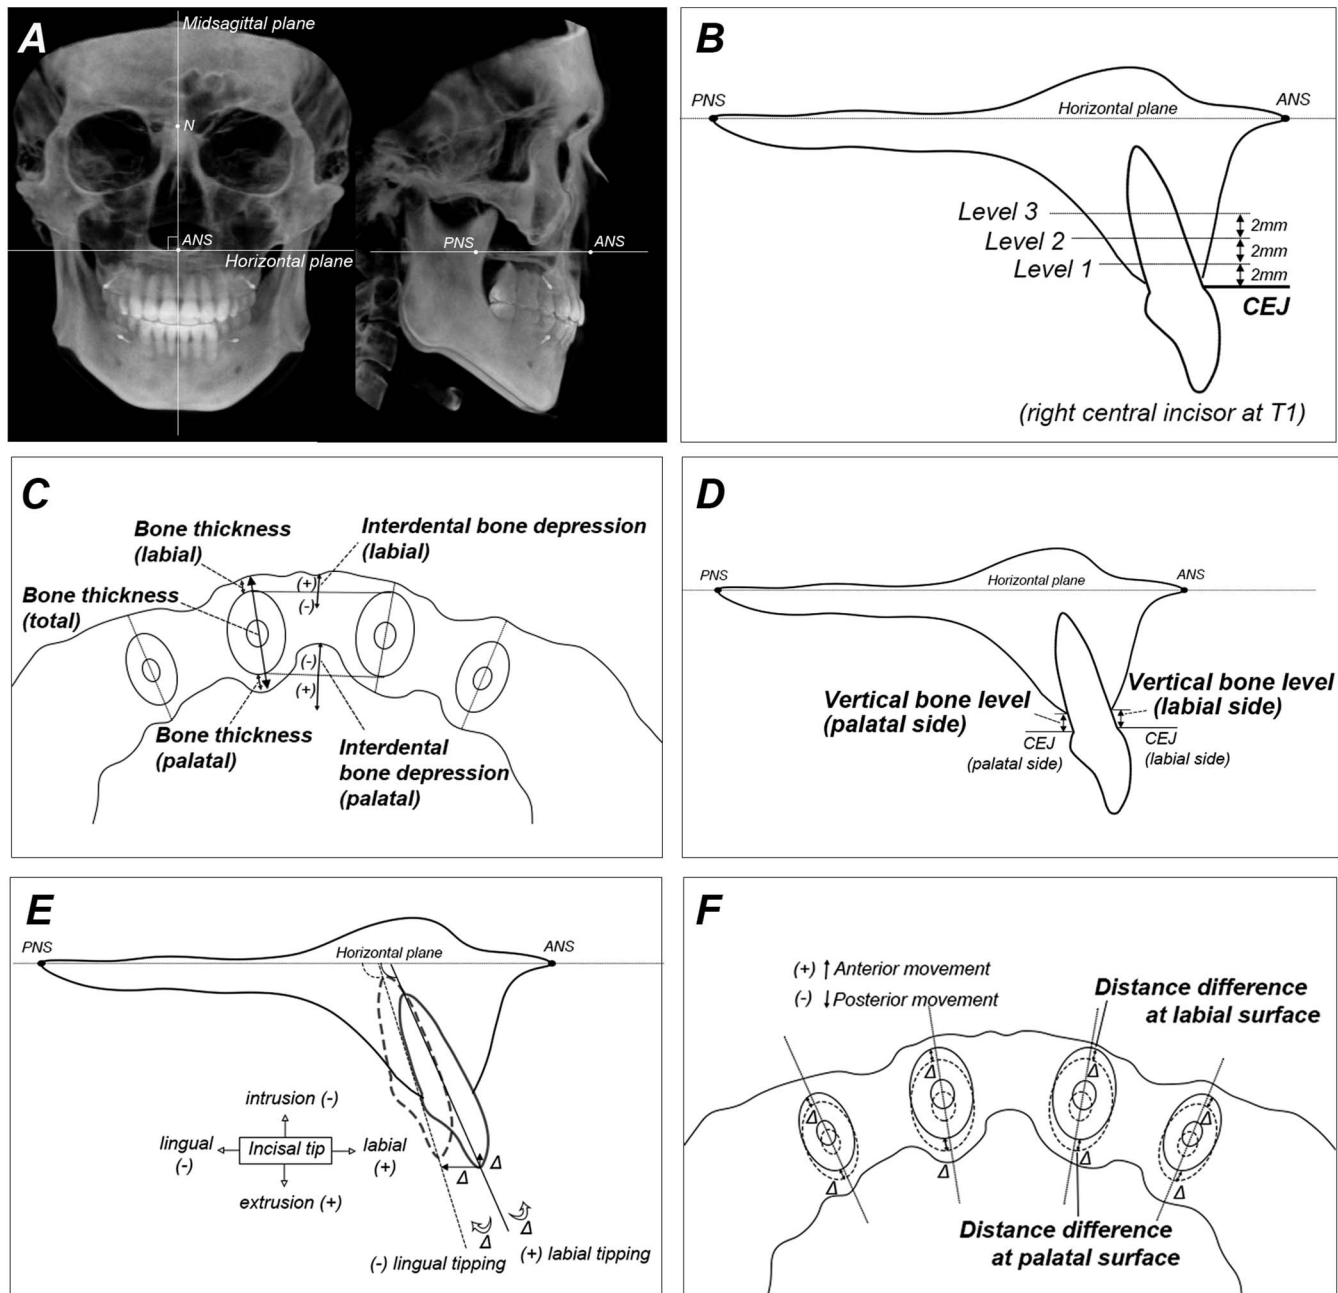 A
Midsagittal plane
N
ANS
Horizontal plane
PNS
ANS
B
PNS
Horizontal plane
ANS
Level 3
Level 2
Level 1
2mm
2mm
2mm
CEJ
(right central incisor at T1)
C
Bone thickness
(labial)
Interdental bone depression
(labial)
Bone thickness
(total)
(+)
(-)
(-)
(+)
Bone thickness
(palatal)
Interdental
bone depression
(palatal)
D
PNS
Horizontal plane
ANS
Vertical bone level
(palatal side)
Vertical bone level
(labial side)
CEJ
(palatal side)
CEJ
(labial side)
E
PNS
Horizontal plane
ANS
intrusion (-)
lingual
(-)
Incisal tip
labial
(+)
extrusion (+)
Δ
Δ
Δ
Δ
(-) lingual tipping
(+) labial tipping
F
(+) Anterior movement
(-) Posterior movement
Distance difference
at labial surface
Δ
Δ
Δ
Δ
Δ
Δ
Δ
Δ
Distance difference
at palatal surface